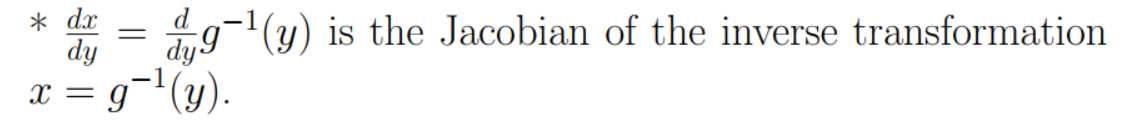 * dx/dy = d/dy g⁻¹(y) is the Jacobian of the inverse transformation
x = g⁻¹(y).